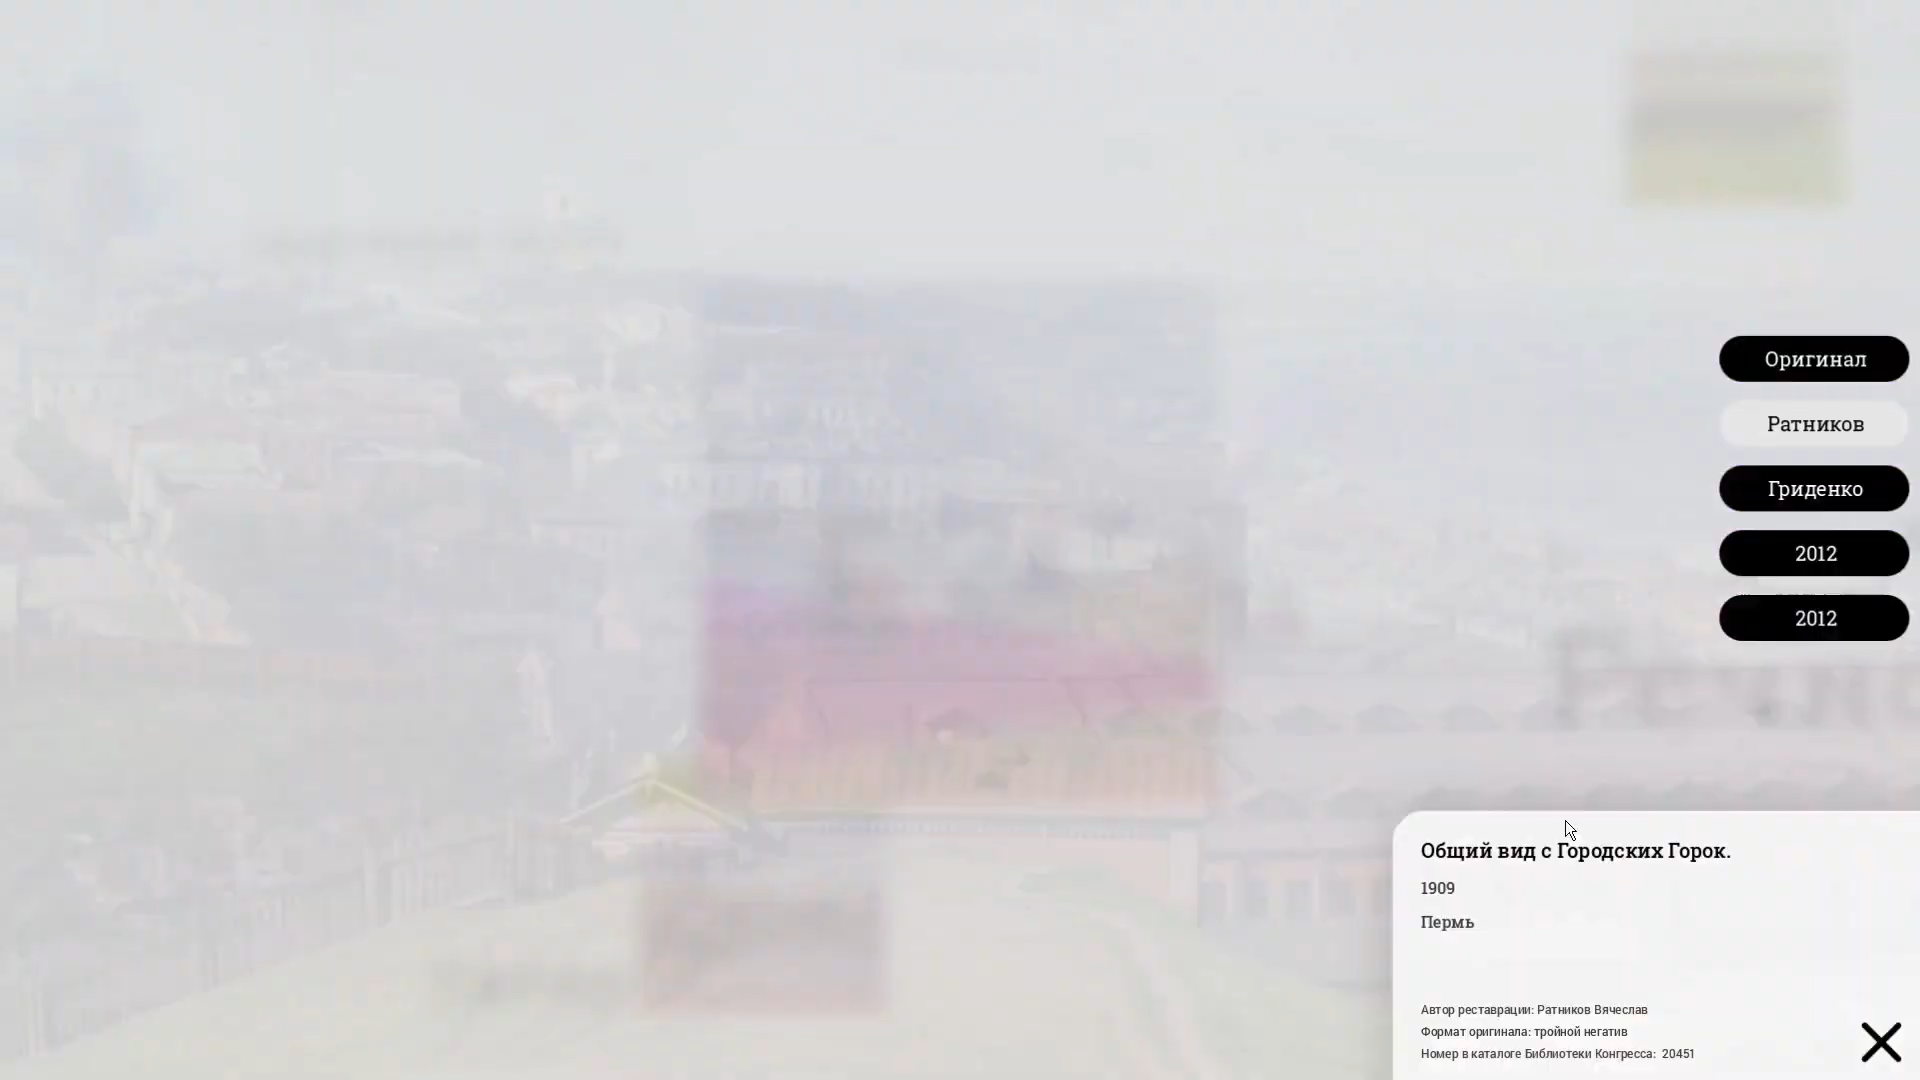 Оригинал
Ратников
Гриденко
2012
2012
Общий вид с Городских Горок.
1909
Пермь
Автор реставрации: Ратников Вячеслав
Формат оригинала: тройной негатив
Номер в каталоге Библиотеки Конгресса: 20451